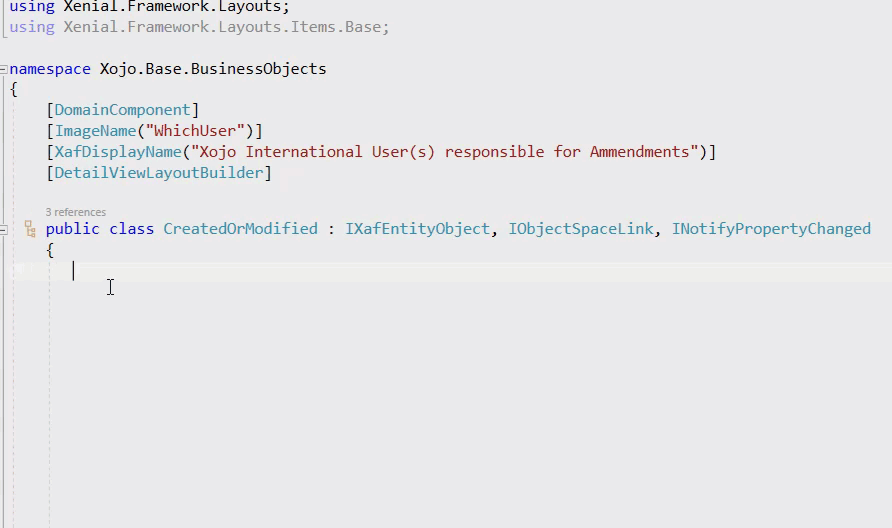 using Xenial.Framework.Layouts;
using Xenial.Framework.Layouts.Items.Base;
namespace Xojo.Base.BusinessObjects
{
[DomainComponent]
[ImageName("WhichUser")]
[XafDisplayName("Xojo International User(s) responsible for Ammendments")]
[DetailViewLayoutBuilder]
3 references
public class CreatedOrModified : IXafEntityObject, IObjectSpaceLink, INotifyPropertyChanged
{